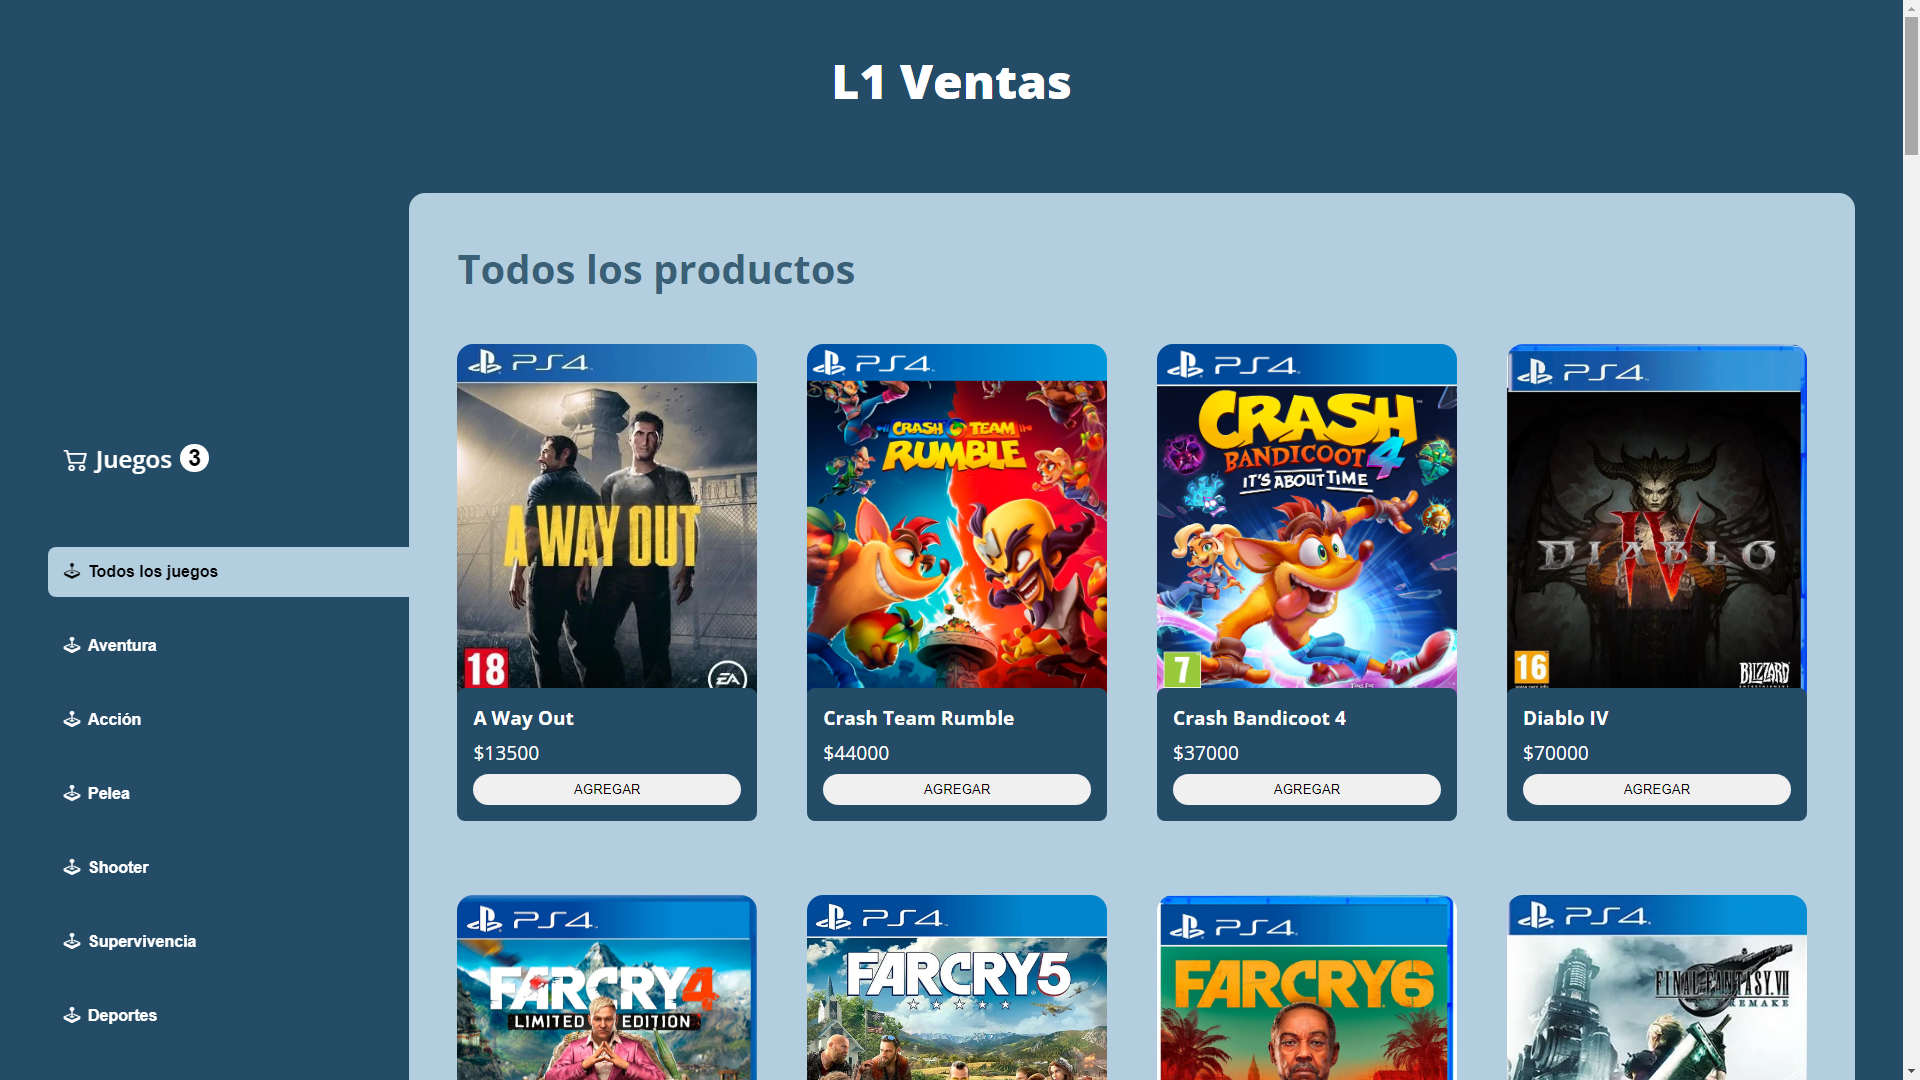 L1 Ventas
Juegos 3
Todos los juegos
Aventura
Acción
Pelea
Shooter
Supervivencia
Deportes
Todos los productos
PS4
A WAY OUT
18
EA
A Way Out
$13500
AGREGAR
PS4
CRASH TEAM
RUMBLE
Crash Team Rumble
$44000
AGREGAR
PS4
CRASH
BANDICOOT 4
IT'S ABOUT TIME
7
Crash Bandicoot 4
$37000
AGREGAR
PS4
IV
DIABLO
16
BLIZZARD
ENTERTAINMENT
Diablo IV
$70000
AGREGAR
PS4
FARCRY4
LIMITED EDITION
PS4
FARCRY5
PS4
FARCRY6
PS4
FINAL FANTASY VII
REMAKE